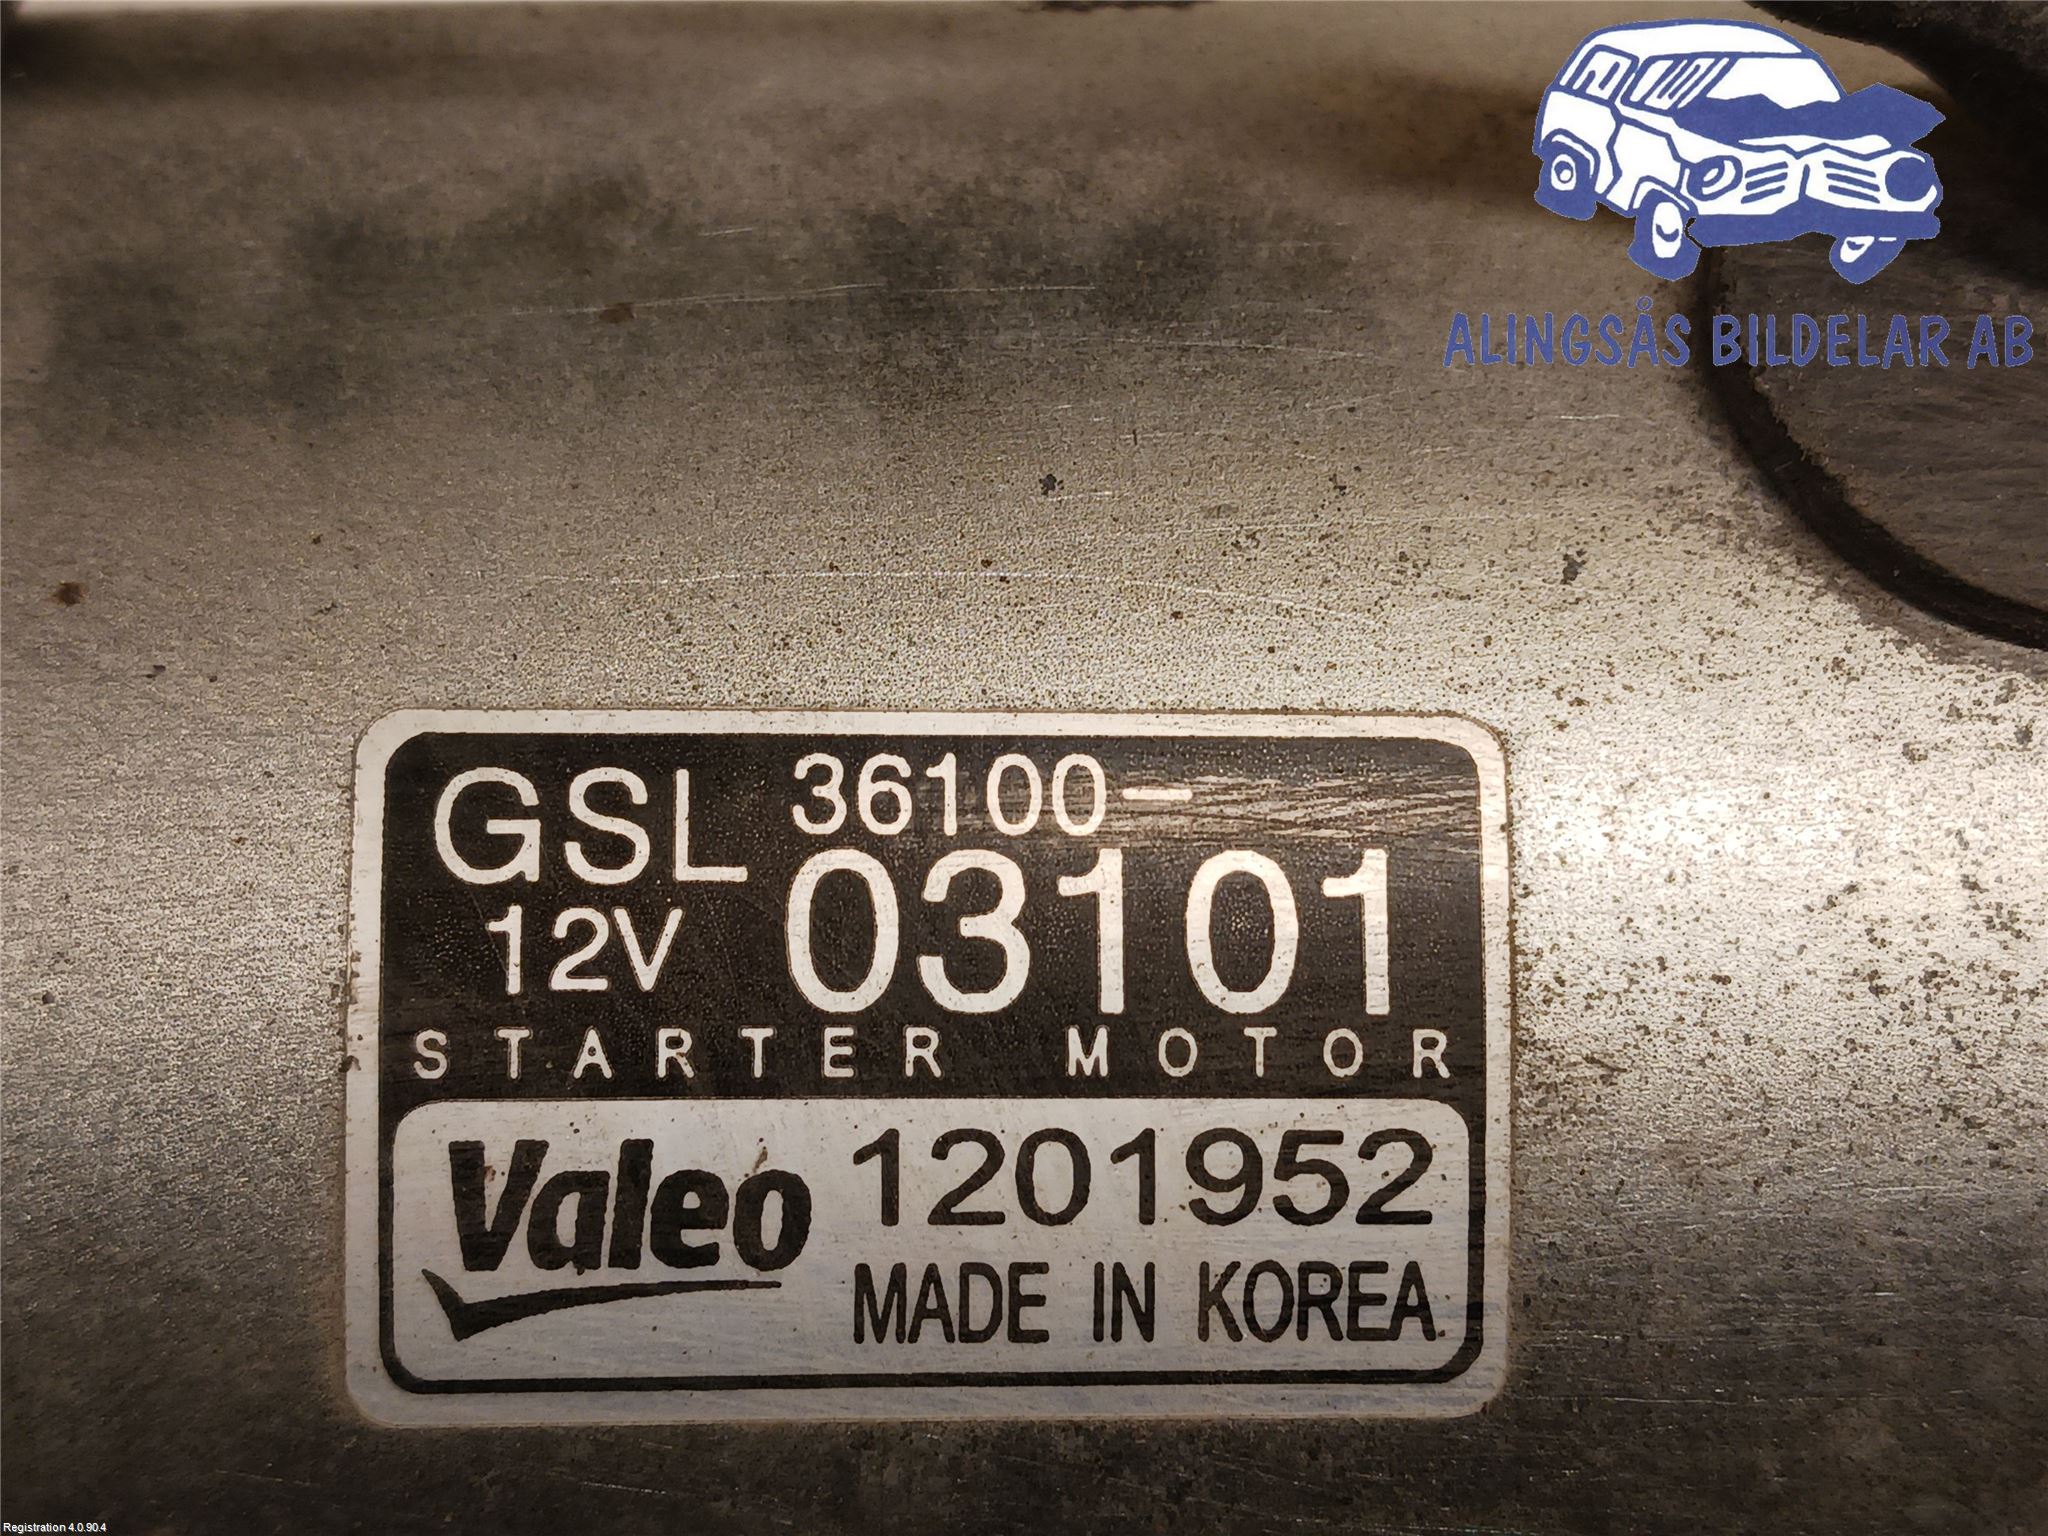 ALINGSÅS BILDELAR AB
GSL 36100-
12V 03101
STARTER MOTOR
Valeo 1201952
MADE IN KOREA
Registration 4.0.90.4